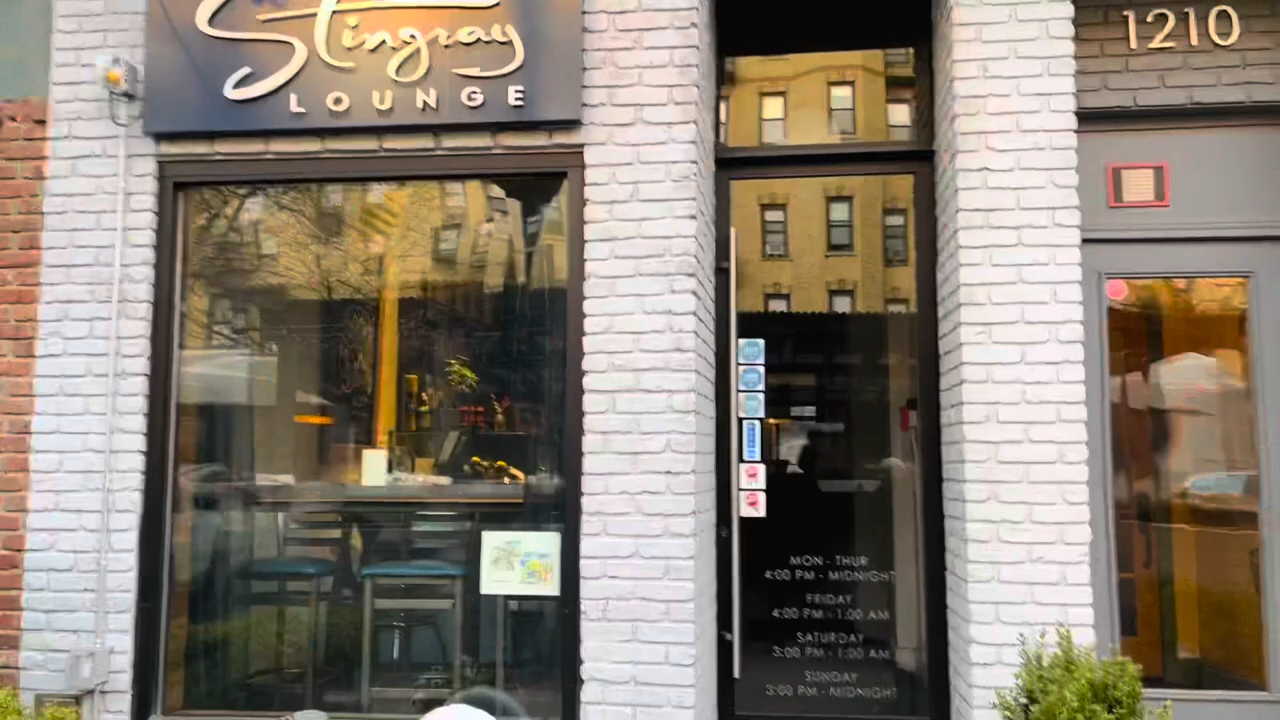 Stingray
LOUNGE
1210
MON - THUR
4:00 PM - MIDNIGHT
FRIDAY
4:00 PM - 1:00 AM
SATURDAY
3:00 PM - 1:00 AM
SUNDAY
3:00 PM - MIDNIGHT